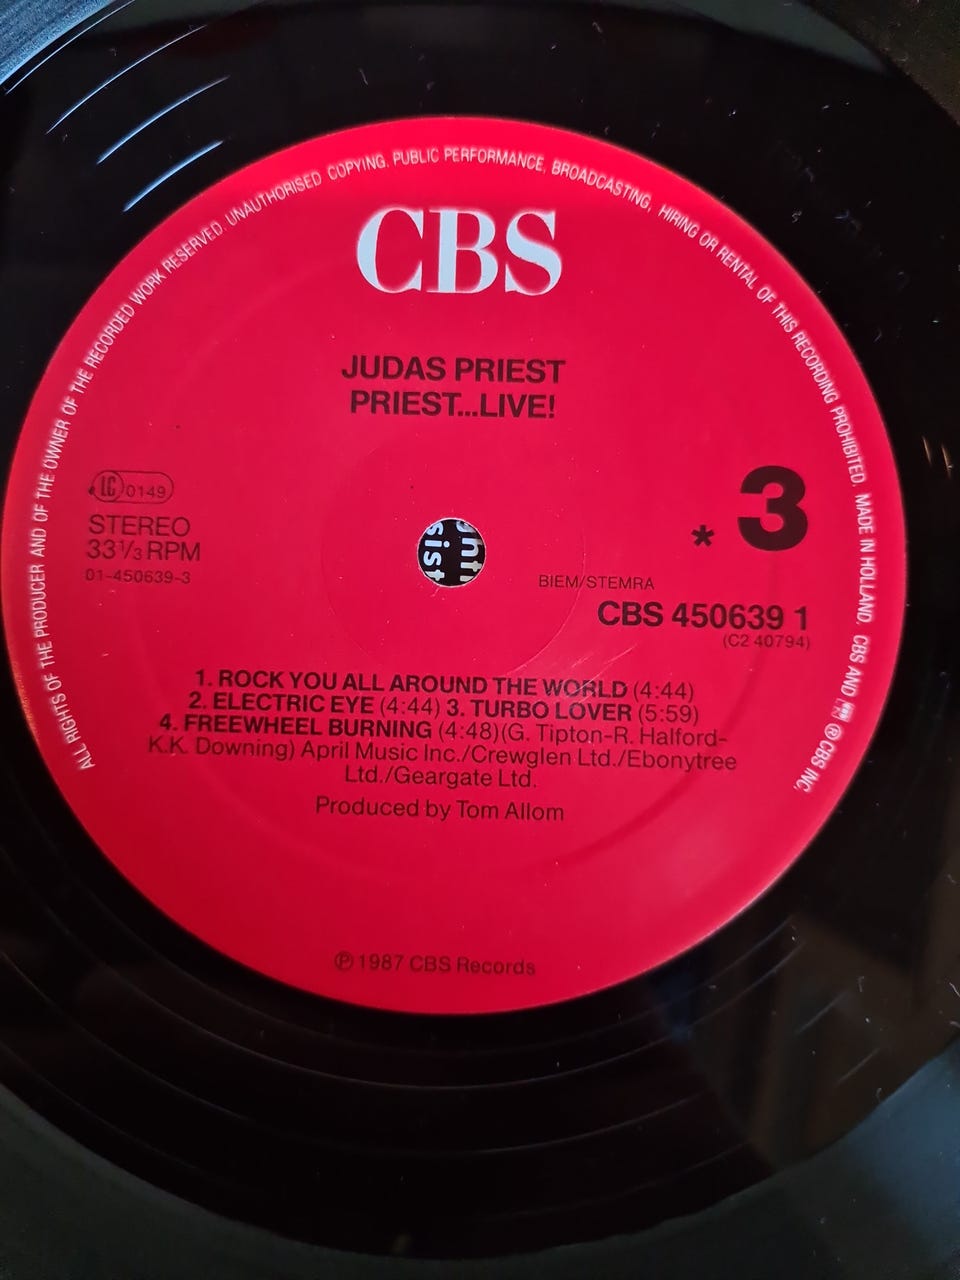 ALL RIGHTS OF THE PRODUCER AND OF THE OWNER OF THE RECORDED WORK RESERVED. UNAUTHORISED COPYING, PUBLIC PERFORMANCE, BROADCASTING, HIRING OR RENTAL OF THIS RECORDING PROHIBITED. MADE IN HOLLAND. CBS AND ® CBS INC.
CBS
JUDAS PRIEST
PRIEST...LIVE!
LC 0149
STEREO
33⅓ RPM
01-450639-3
* 3
BIEM/STEMRA
CBS 450639 1
(C2 40794)
sist
1. ROCK YOU ALL AROUND THE WORLD (4:44)
2. ELECTRIC EYE (4:44) 3. TURBO LOVER (5:59)
4. FREEWHEEL BURNING (4:48)(G. Tipton-R. Halford-
K.K. Downing) April Music Inc./Crewglen Ltd./Ebonytree
Ltd./Geargate Ltd.
Produced by Tom Allom
℗ 1987 CBS Records